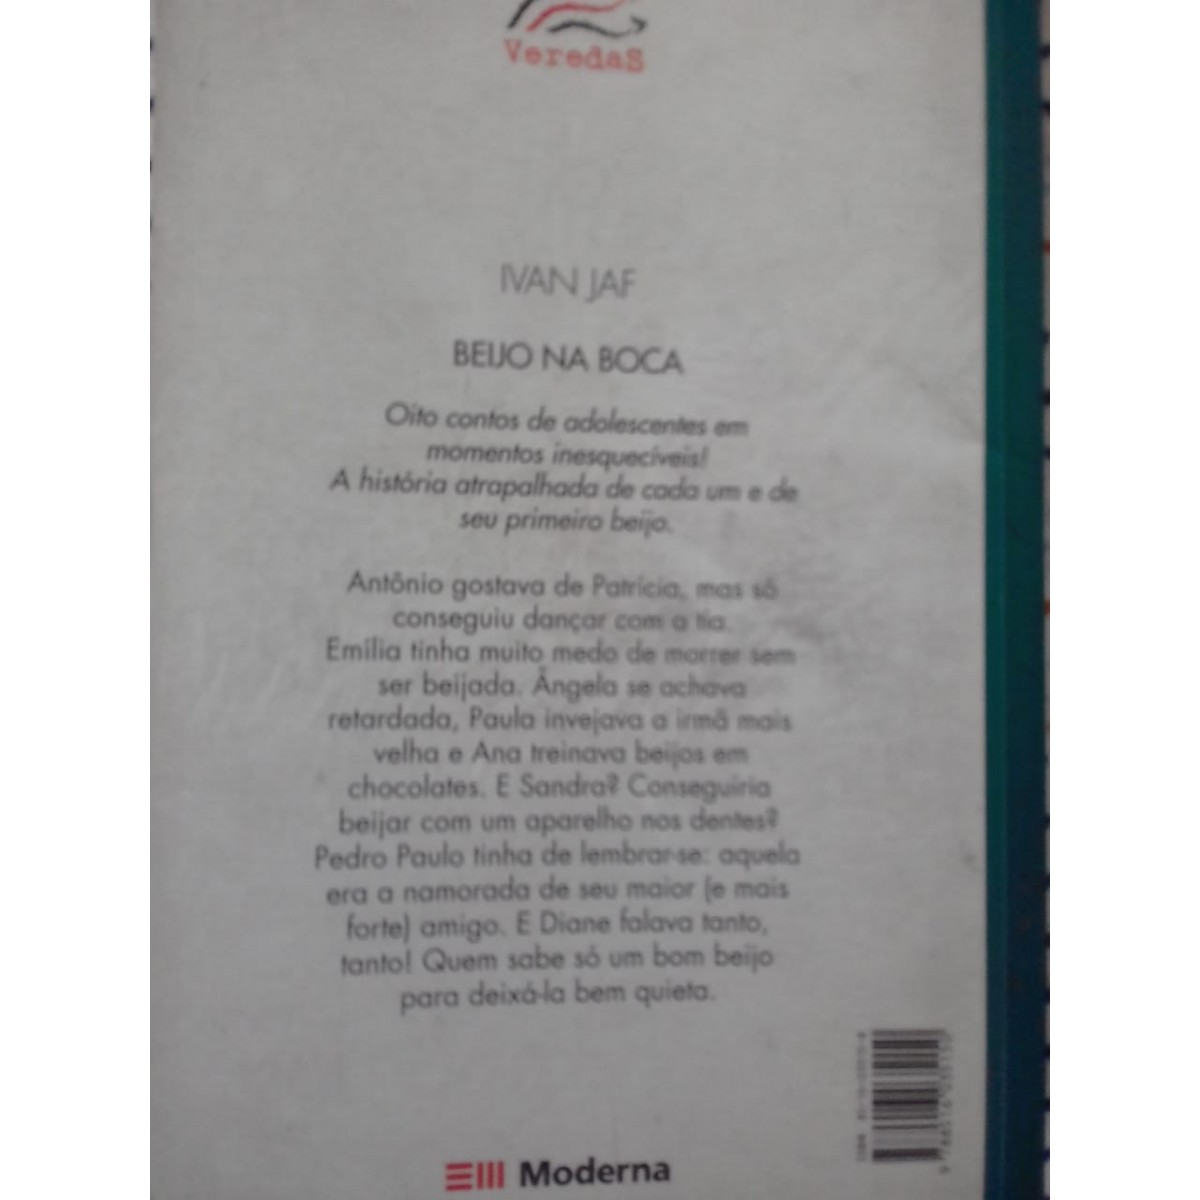 VeredaS
IVAN JAF
BEIJO NA BOCA
Oito contos de adolescentes em
momentos inesquecíveis!
A história atrapalhada de cada um e de
seu primeiro beijo.
Antônio gostava de Patrícia, mas só
conseguiu dançar com a tia.
Emília tinha muito medo de morrer sem
ser beijada. Ângela se achava
retardada, Paula invejava a irmã mais
velha e Ana treinava beijos em
chocolates. E Sandra? Conseguiria
beijar com um aparelho nos dentes?
Pedro Paulo tinha de lembrar-se: aquela
era a namorada de seu maior (e mais
forte) amigo. E Diane falava tanto,
tanto! Quem sabe só um bom beijo
para deixá-la bem quieta.
Moderna